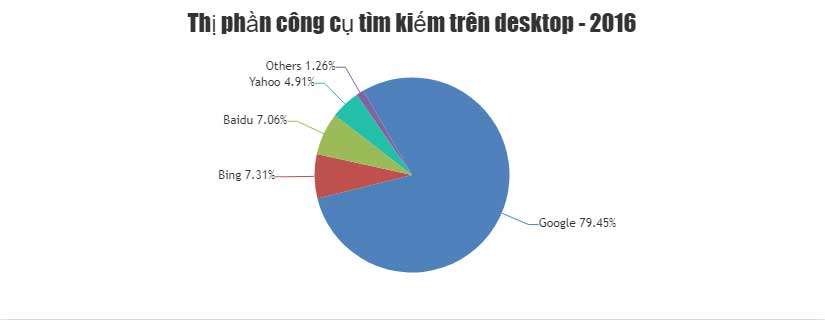 Thị phần công cụ tìm kiếm trên desktop - 2016
Others 1.26%
Yahoo 4.91%
Baidu 7.06%
Bing 7.31%
Google 79.45%